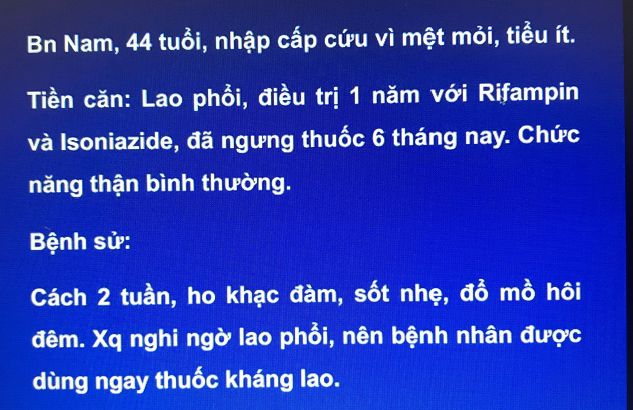 Bn Nam, 44 tuổi, nhập cấp cứu vì mệt mỏi, tiểu ít.
Tiền căn: Lao phổi, điều trị 1 năm với Rifampin
và Isoniazide, đã ngưng thuốc 6 tháng nay. Chức
năng thận bình thường.
Bệnh sử:
Cách 2 tuần, ho khạc đàm, sốt nhẹ, đổ mồ hôi
đêm. Xq nghi ngờ lao phổi, nên bệnh nhân được
dùng ngay thuốc kháng lao.